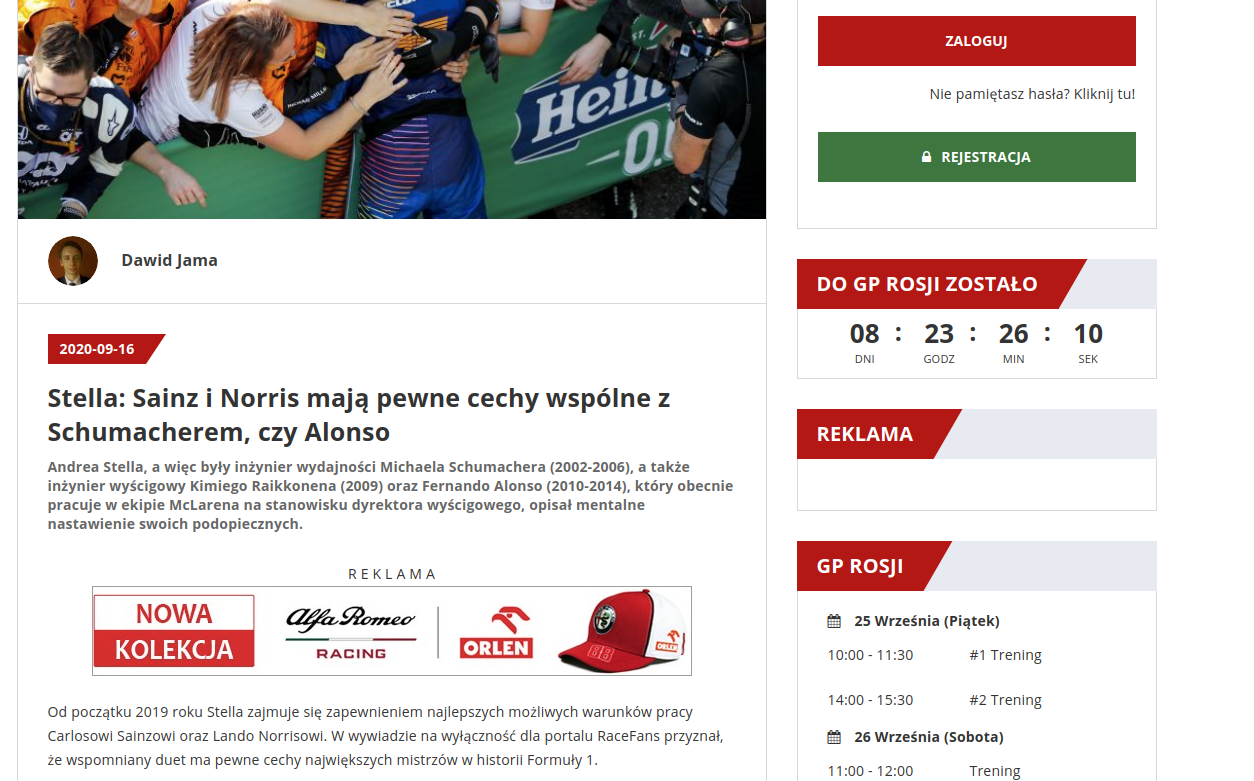 RICHARD MILLE
Hein
0.0
ZALOGUJ
Nie pamiętasz hasła? Kliknij tu!
REJESTRACJA
Dawid Jama
2020-09-16
Stella: Sainz i Norris mają pewne cechy wspólne z
Schumacherem, czy Alonso
Andrea Stella, a więc były inżynier wydajności Michaela Schumachera (2002-2006), a także
inżynier wyścigowy Kimiego Raikkonena (2009) oraz Fernando Alonso (2010-2014), który obecnie
pracuje w ekipie McLarena na stanowisku dyrektora wyścigowego, opisał mentalne
nastawienie swoich podopiecznych.
REKLAMA
NOWA
KOLEKCJA
Alfa Romeo
RACING
ORLEN
88
ORLEN
Od początku 2019 roku Stella zajmuje się zapewnieniem najlepszych możliwych warunków pracy
Carlosowi Sainzowi oraz Lando Norrisowi. W wywiadzie na wyłączność dla portalu RaceFans przyznał,
że wspomniany duet ma pewne cechy największych mistrzów w historii Formuły 1.
DO GP ROSJI ZOSTAŁO
08 : 23 : 26 : 10
DNI GODZ MIN SEK
REKLAMA
GP ROSJI
25 Września (Piątek)
10:00 - 11:30 #1 Trening
14:00 - 15:30 #2 Trening
26 Września (Sobota)
11:00 - 12:00 Trening